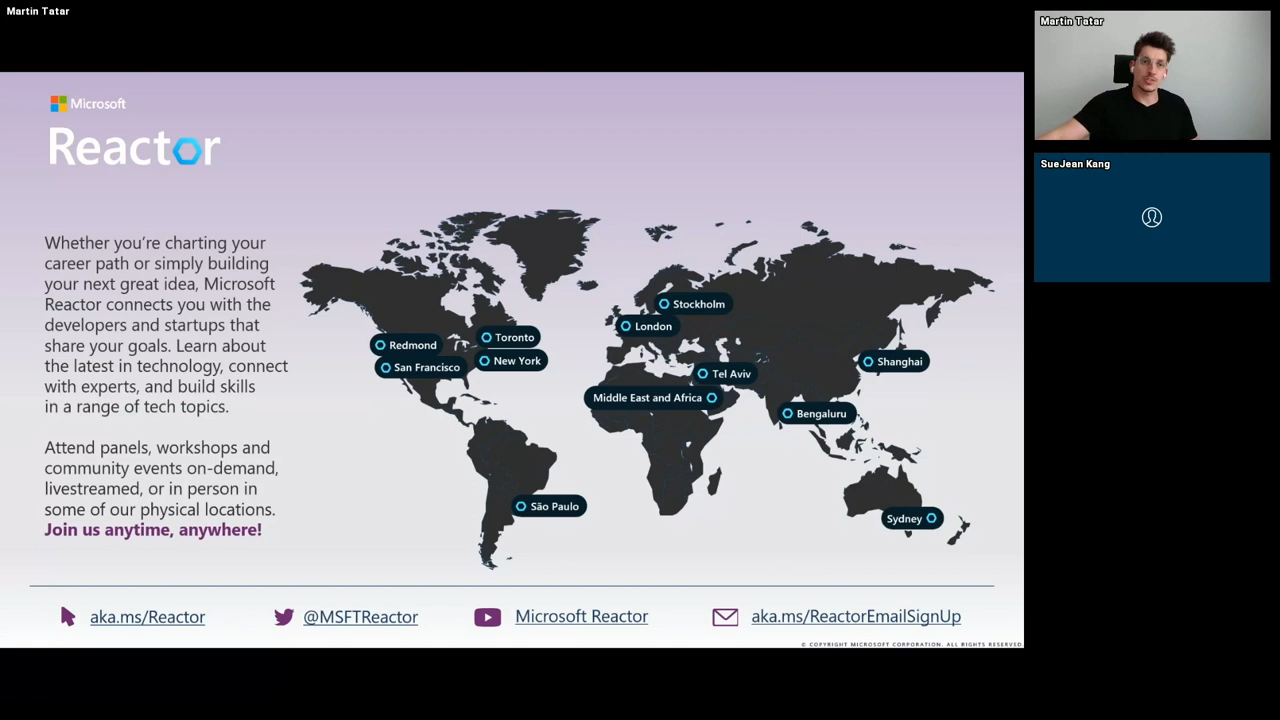 Martin Tatar
Martin Tatar
SueJean Kang
Microsoft
Reactor
Whether you're charting your
career path or simply building
your next great idea, Microsoft
Reactor connects you with the
developers and startups that
share your goals. Learn about
the latest in technology, connect
with experts, and build skills
in a range of tech topics.
Attend panels, workshops and
community events on-demand,
livestreamed, or in person in
some of our physical locations.
Join us anytime, anywhere!
Stockholm
London
Toronto
Redmond
New York
San Francisco
Shanghai
Tel Aviv
Middle East and Africa
Bengaluru
São Paulo
Sydney
aka.ms/Reactor
@MSFTReactor
Microsoft Reactor
aka.ms/ReactorEmailSignUp
© COPYRIGHT MICROSOFT CORPORATION. ALL RIGHTS RESERVED